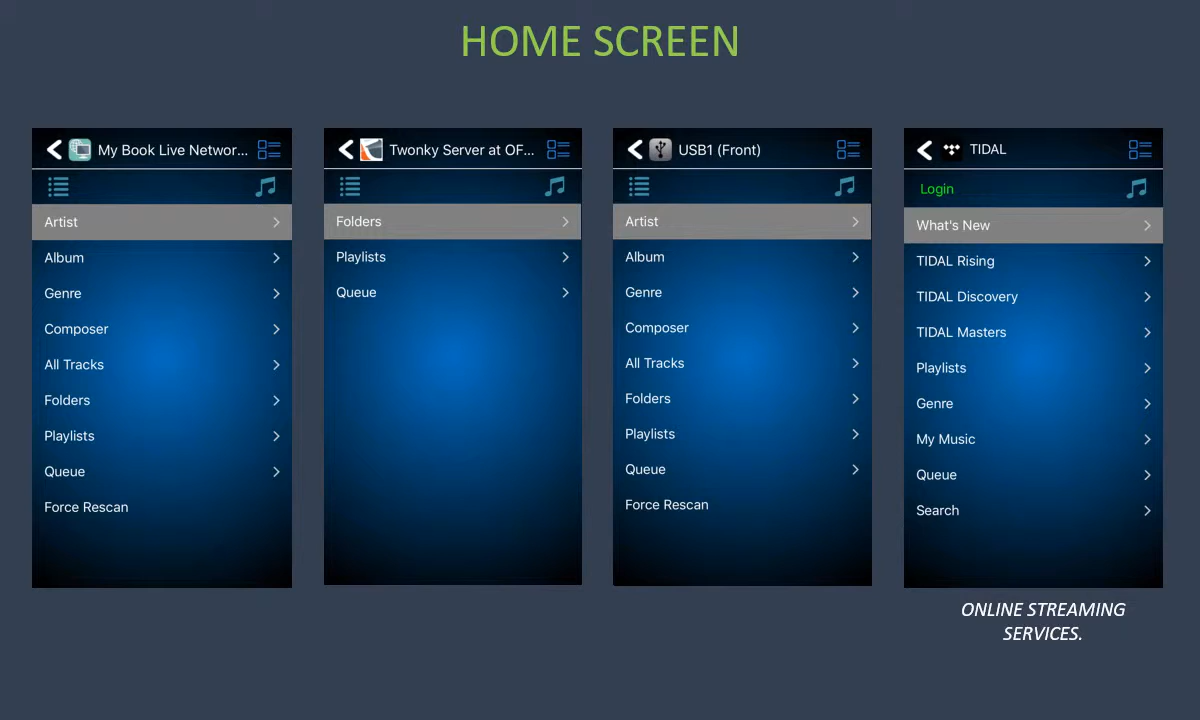 HOME SCREEN
My Book Live Networ...
Artist
Album
Genre
Composer
All Tracks
Folders
Playlists
Queue
Force Rescan
Twonky Server at OF...
Folders
Playlists
Queue
USB1 (Front)
Artist
Album
Genre
Composer
All Tracks
Folders
Playlists
Queue
Force Rescan
TIDAL
Login
What's New
TIDAL Rising
TIDAL Discovery
TIDAL Masters
Playlists
Genre
My Music
Queue
Search
ONLINE STREAMING
SERVICES.